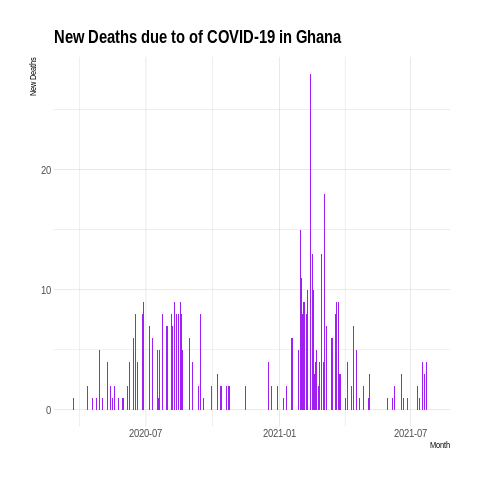 New Deaths due to of COVID-19 in Ghana
New Deaths
20
10
0
2020-07
2021-01
2021-07
Month